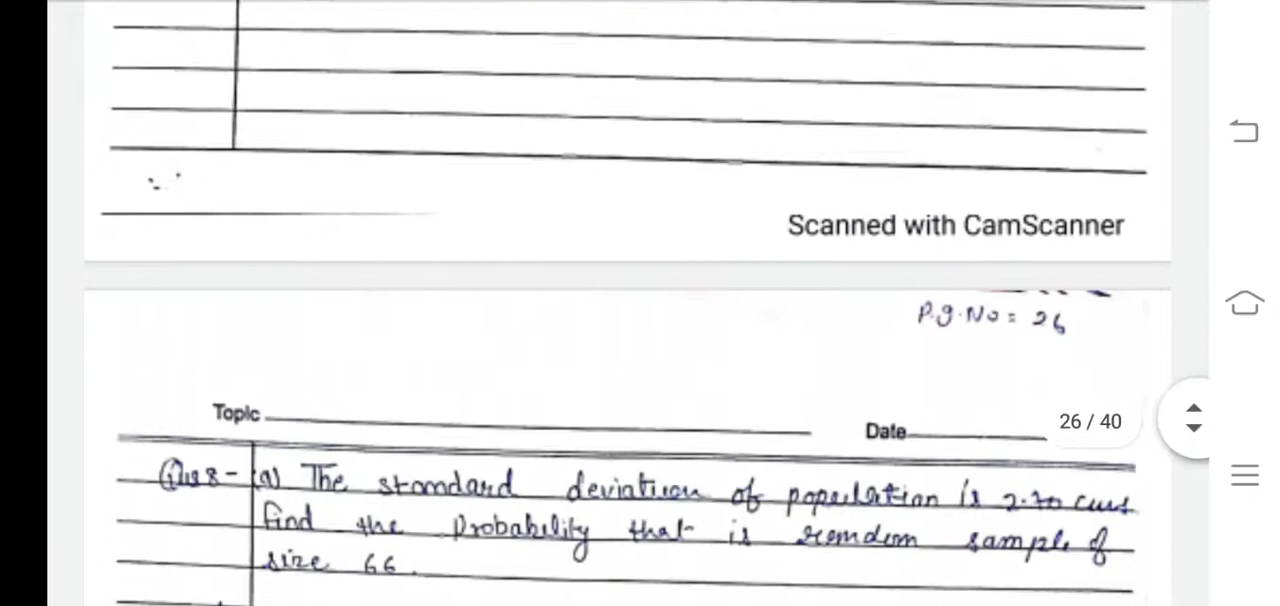 Scanned with CamScanner
P.g.No = 26
Topic
Date
26 / 40
Ques 8 - (a) The standard deviation of population is 2.70 cms
find the Probability that is random sample of
size 66.